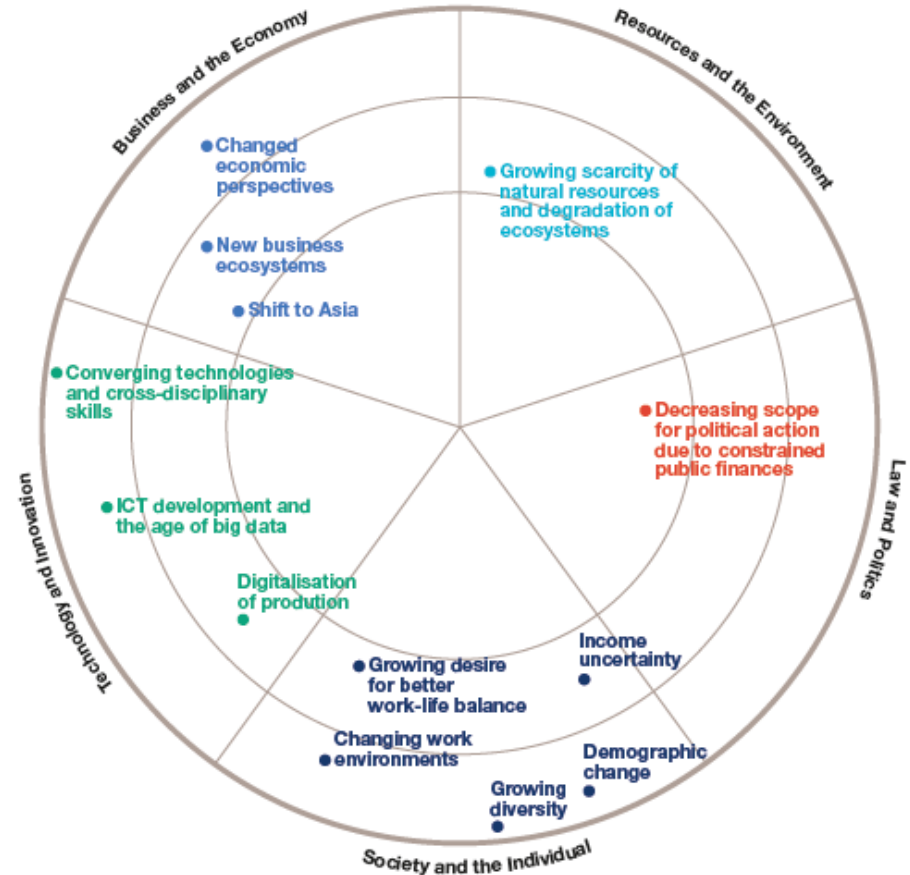 Business and the Economy
Resources and the Environment
Changed
economic
perspectives
New business
ecosystems
Shift to Asia
Growing scarcity of
natural resources
and degradation of
ecosystems
Converging technologies
and cross-disciplinary
skills
ICT development and
the age of big data
Digitalisation
of prodution
Technology and Innovation
Decreasing scope
for political action
due to constrained
public finances
Law and Politics
Growing desire
for better
work-life balance
Income
uncertainty
Changing work
environments
Growing
diversity
Demographic
change
Society and the Individual